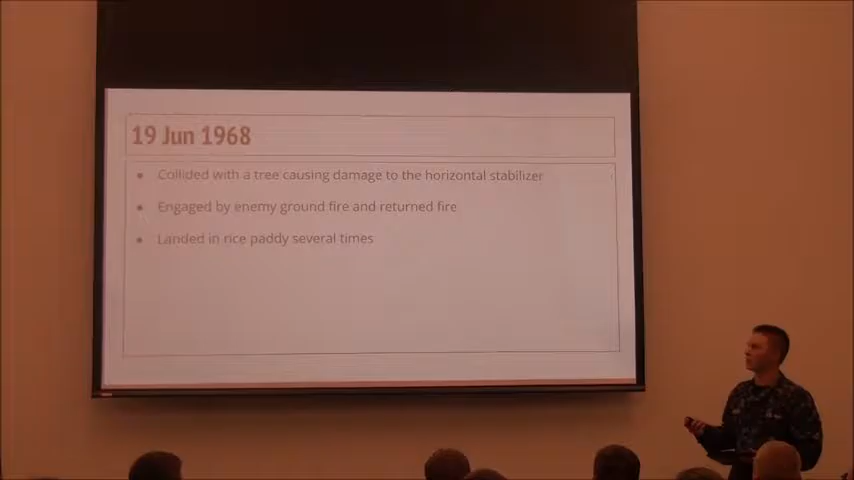 19 Jun 1968
● Collided with a tree causing damage to the horizontal stabilizer
● Engaged by enemy ground fire and returned fire
● Landed in rice paddy several times